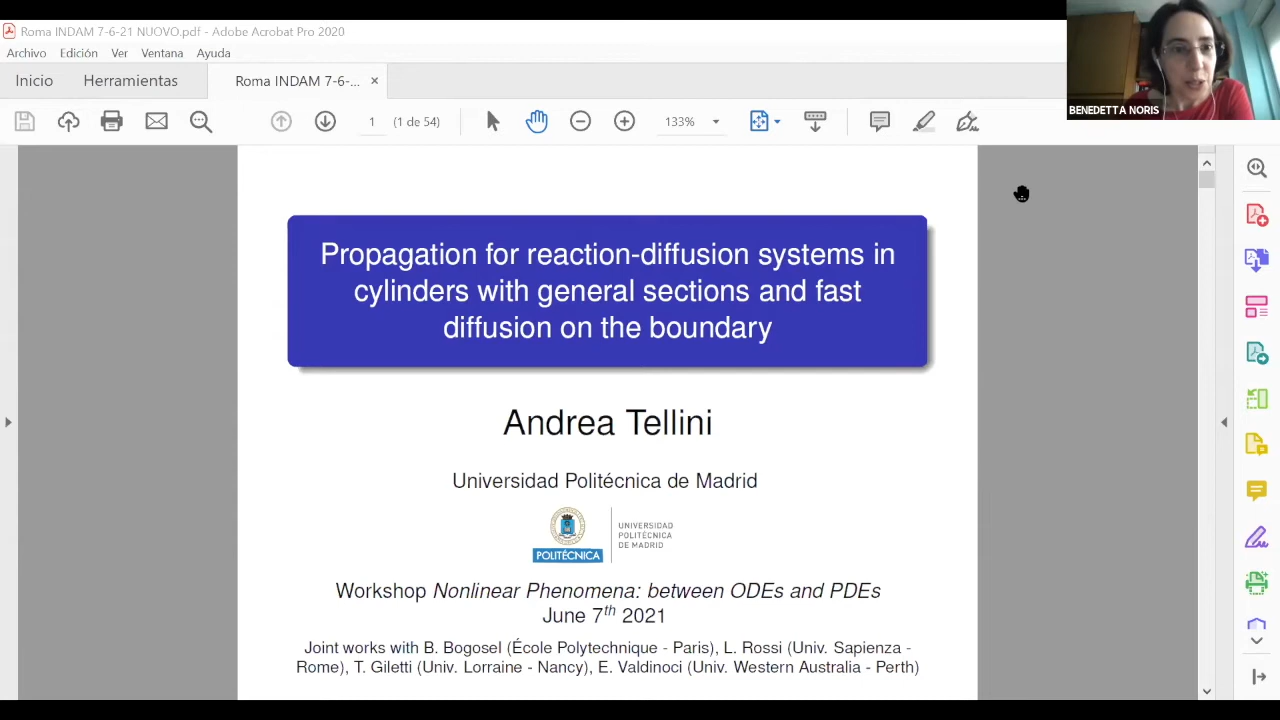 Roma INDAM 7-6-21 NUOVO.pdf - Adobe Acrobat Pro 2020
Archivo Edición Ver Ventana Ayuda
Inicio Herramientas Roma INDAM 7-6-... ×
1 (1 de 54) 133%
BENEDETTA NORIS
Propagation for reaction-diffusion systems in
cylinders with general sections and fast
diffusion on the boundary
Andrea Tellini
Universidad Politécnica de Madrid
POLITÉCNICA
UNIVERSIDAD
POLITÉCNICA
DE MADRID
Workshop Nonlinear Phenomena: between ODEs and PDEs
June 7th 2021
Joint works with B. Bogosel (École Polytechnique - Paris), L. Rossi (Univ. Sapienza -
Rome), T. Giletti (Univ. Lorraine - Nancy), E. Valdinoci (Univ. Western Australia - Perth)